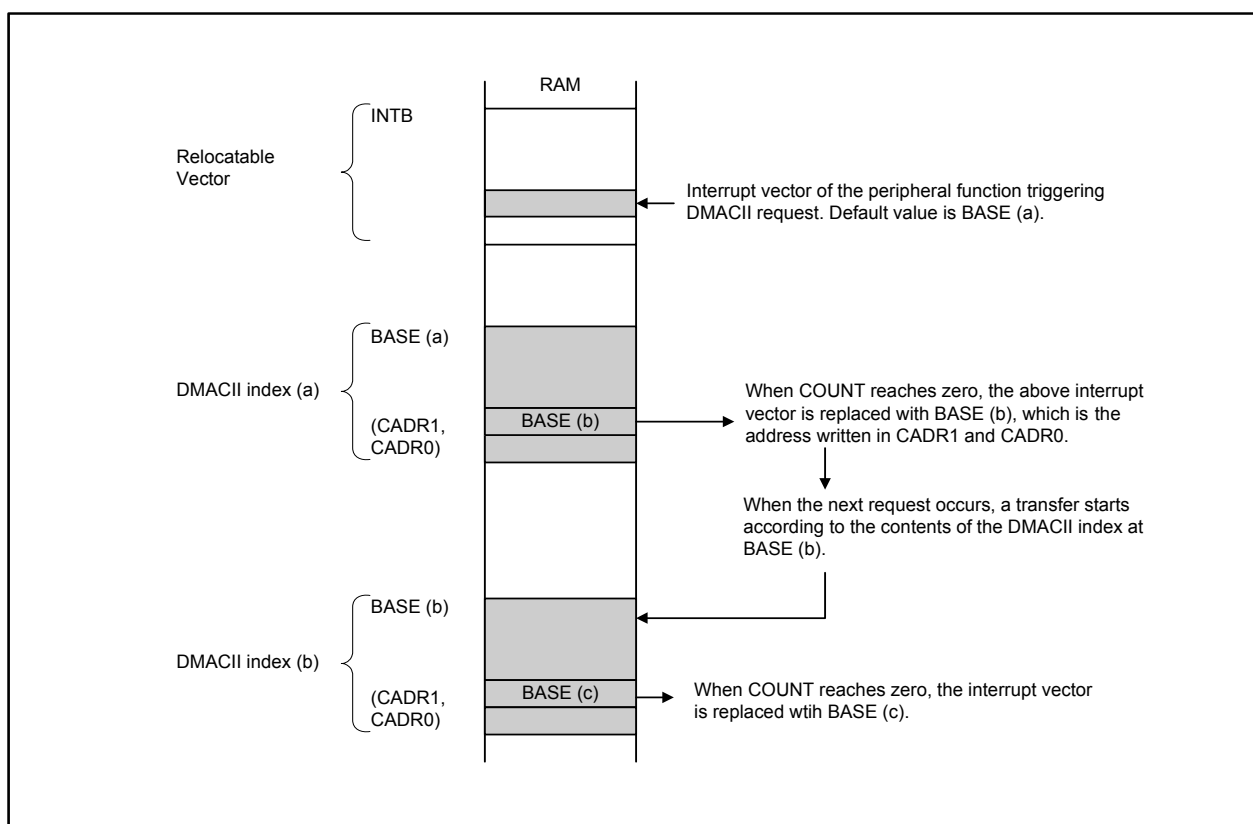 RAM
INTB
Relocatable
Vector
Interrupt vector of the peripheral function triggering
DMACII request. Default value is BASE (a).
BASE (a)
DMACII index (a)
(CADR1,
CADR0)
BASE (b)
When COUNT reaches zero, the above interrupt
vector is replaced with BASE (b), which is the
address written in CADR1 and CADR0.
When the next request occurs, a transfer starts
according to the contents of the DMACII index at
BASE (b).
BASE (b)
DMACII index (b)
(CADR1,
CADR0)
BASE (c)
When COUNT reaches zero, the interrupt vector
is replaced wtih BASE (c).